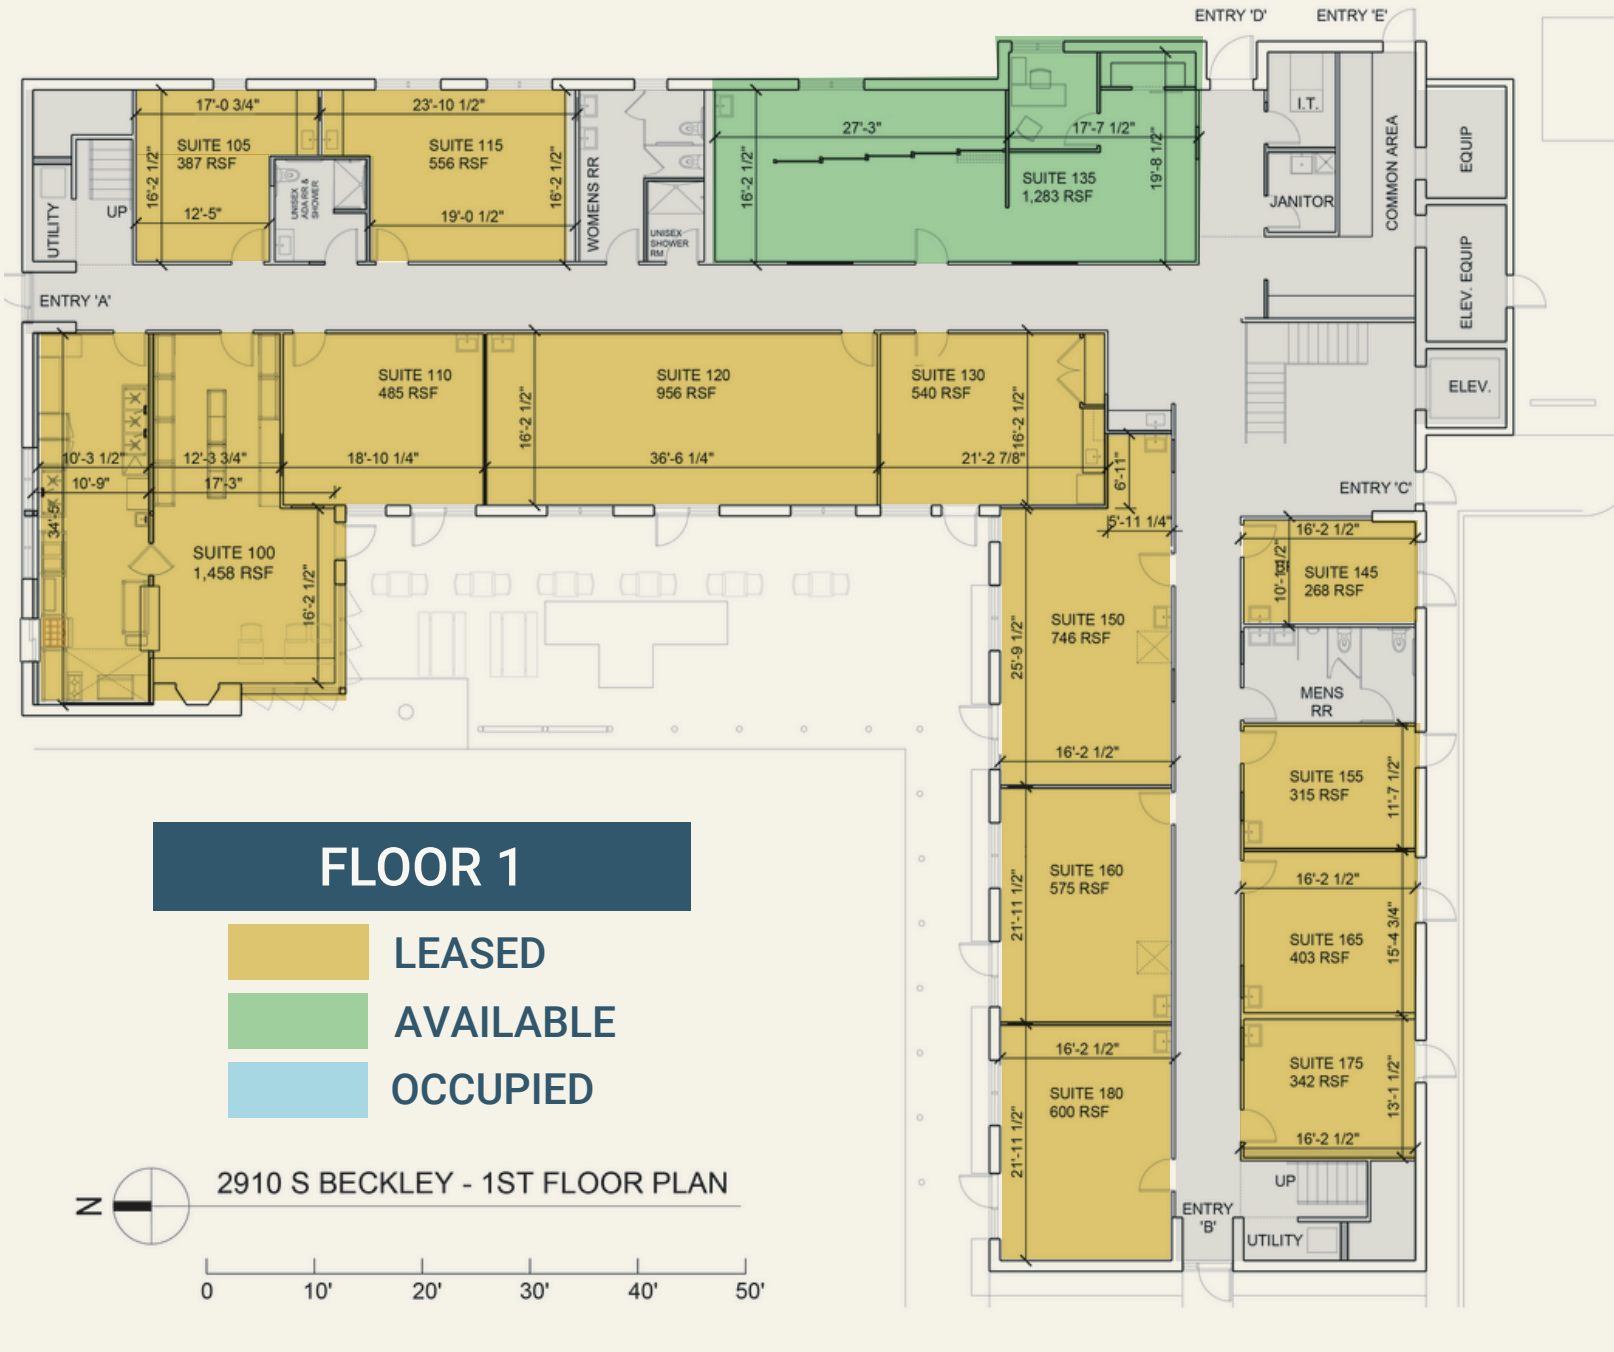 ENTRY 'D'
ENTRY 'E'
17'-0 3/4"
23'-10 1/2"
SUITE 105
387 RSF
16'-2 1/2"
12'-5"
UTILITY
UP
UNISEX
ADA RR &
SHOWER
SUITE 115
556 RSF
16'-2 1/2"
19'-0 1/2"
WOMENS RR
UNISEX
SHOWER
RM
27'-3"
17'-7 1/2"
16'-2 1/2"
19'-8 1/2"
SUITE 135
1,283 RSF
I.T.
JANITOR
COMMON AREA
EQUIP
ELEV. EQUIP
ELEV.
ENTRY 'A'
SUITE 110
485 RSF
SUITE 120
956 RSF
SUITE 130
540 RSF
16'-2 1/2"
16'-2 1/2"
10'-3 1/2"
12'-3 3/4"
18'-10 1/4"
36'-6 1/4"
21'-2 7/8"
6'-11"
10'-9"
17'-3"
34'-5"
5'-11 1/4"
ENTRY 'C'
SUITE 100
1,458 RSF
16'-2 1/2"
16'-2 1/2"
SUITE 145
268 RSF
SUITE 150
746 RSF
25'-9 1/2"
16'-2 1/2"
MENS
RR
SUITE 155
315 RSF
11'-7 1/2"
SUITE 160
575 RSF
21'-11 1/2"
16'-2 1/2"
SUITE 165
403 RSF
15'-4 3/4"
16'-2 1/2"
SUITE 180
600 RSF
21'-11 1/2"
SUITE 175
342 RSF
13'-1 1/2"
16'-2 1/2"
UP
ENTRY
'B'
UTILITY
FLOOR 1
LEASED
AVAILABLE
OCCUPIED
N
2910 S BECKLEY - 1ST FLOOR PLAN
0 10' 20' 30' 40' 50'